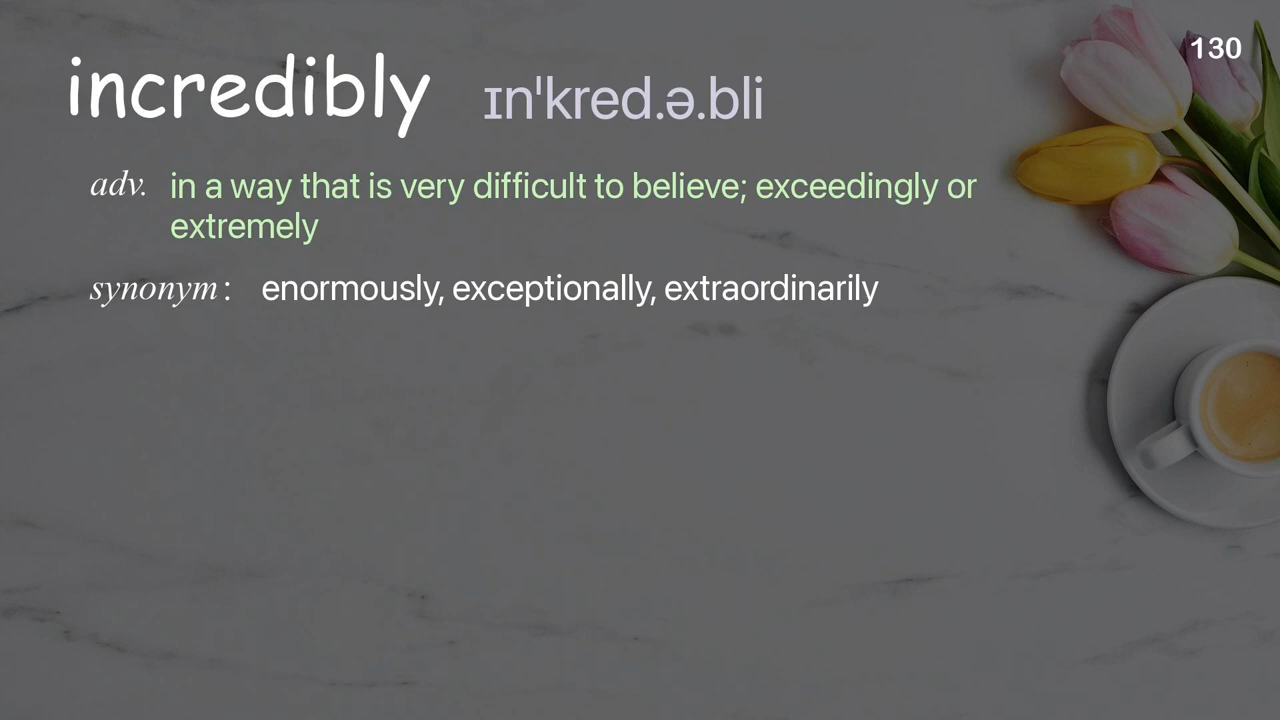 130
incredibly ɪnˈkred.ə.bli
adv. in a way that is very difficult to believe; exceedingly or
extremely
synonym : enormously, exceptionally, extraordinarily